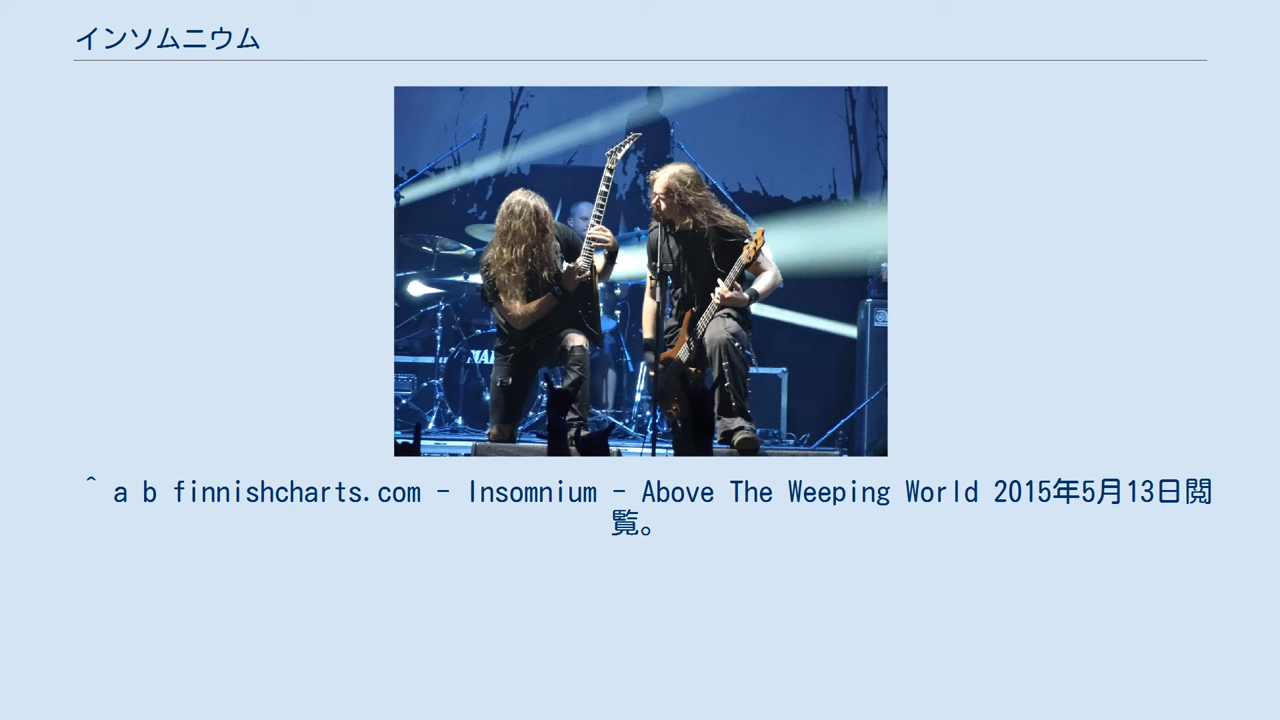 インソムニウム
^ a b finnishcharts.com - Insomnium - Above The Weeping World 2015年5月13日閲
覧。